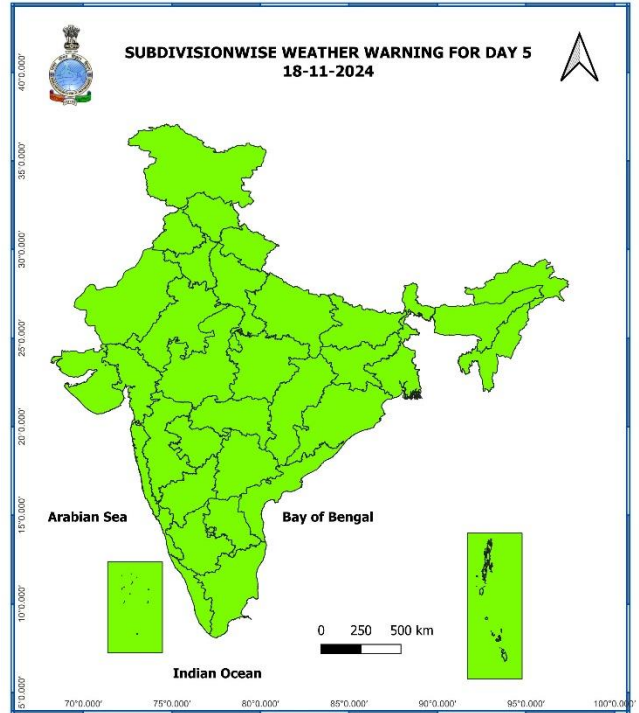 SUBDIVISIONWISE WEATHER WARNING FOR DAY 5
18-11-2024
40°0.000'
35°0.000'
30°0.000'
25°0.000'
20°0.000'
15°0.000'
10°0.000'
5°0.000'
Arabian Sea
Bay of Bengal
0 250 500 km
Indian Ocean
70°0.000' 75°0.000' 80°0.000' 85°0.000' 90°0.000' 95°0.000' 100°0.000'